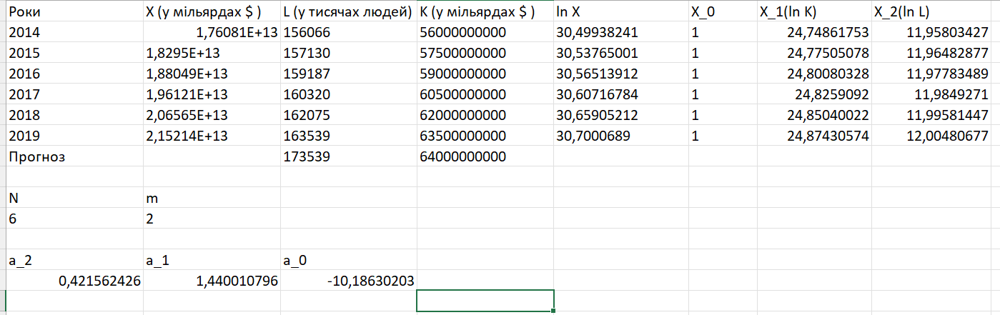 Роки X (у мільярдах $ ) L (у тисячах людей) K (у мільярдах $ ) ln X X_0 X_1(ln K) X_2(ln L)
2014 1,76081E+13 156066 56000000000 30,49938241 1 24,74861753 11,95803427
2015 1,8295E+13 157130 57500000000 30,53765001 1 24,77505078 11,96482877
2016 1,88049E+13 159187 59000000000 30,56513912 1 24,80080328 11,97783489
2017 1,96121E+13 160320 60500000000 30,60716784 1 24,8259092 11,9849271
2018 2,06565E+13 162075 62000000000 30,65905212 1 24,85040022 11,99581447
2019 2,15214E+13 163539 63500000000 30,7000689 1 24,87430574 12,00480677
Прогноз 173539 64000000000
N m
6 2
a_2 a_1 a_0
0,421562426 1,440010796 -10,18630203